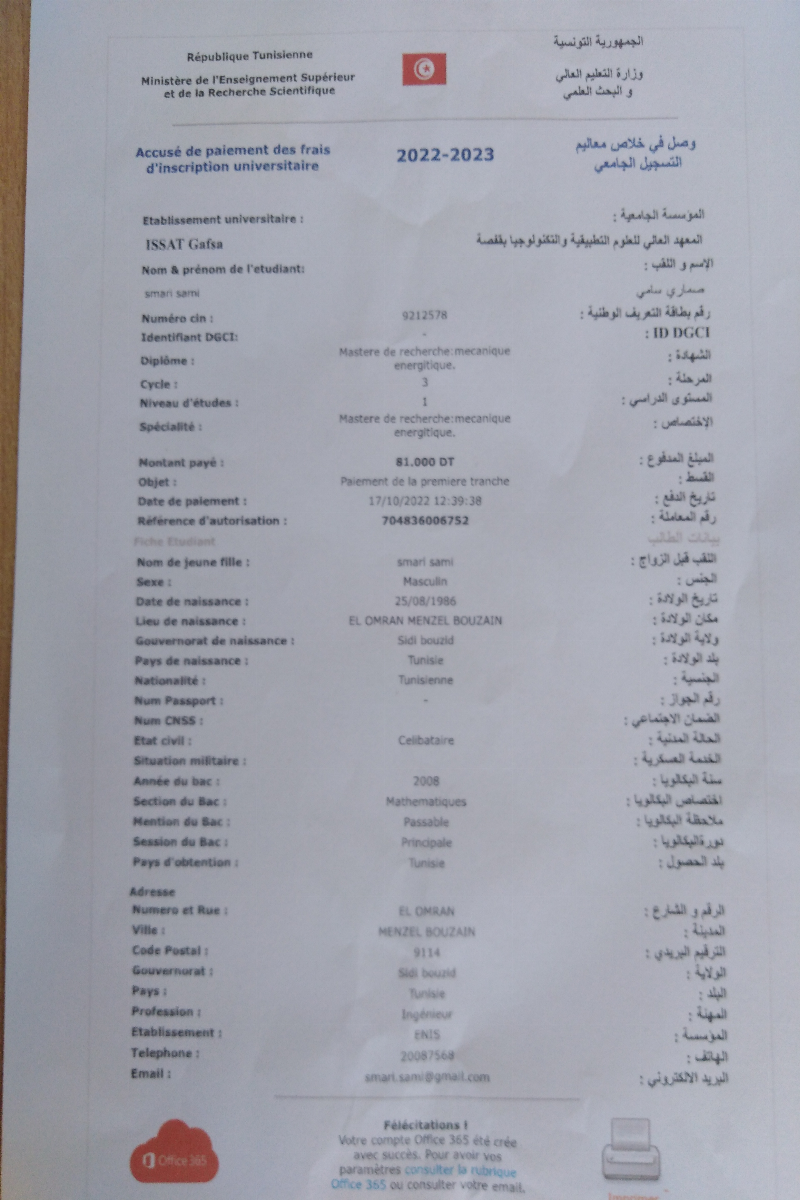 République Tunisienne
الجمهورية التونسية
Ministère de l'Enseignement Supérieur
et de la Recherche Scientifique
وزارة التعليم العالي
و البحث العلمي
Accusé de paiement des frais
d'inscription universitaire
2022-2023
وصل في خلاص معاليم
التسجيل الجامعي
Etablissement universitaire :
المؤسسة الجامعية :
ISSAT Gafsa
المعهد العالي للعلوم التطبيقية والتكنولوجيا بقفصة
Nom & prénom de l'etudiant:
الإسم و اللقب :
smari sami
صماري سامي
Numéro cin : 9212578 رقم بطاقة التعريف الوطنية :
Identifiant DGCI: - ID DGCI :
Diplôme : Mastere de recherche:mecanique
energitique. الشهادة :
Cycle : 3 المرحلة :
Niveau d'études : 1 المستوى الدراسي :
Spécialité : Mastere de recherche:mecanique
energitique. الإختصاص :
Montant payé : 81.000 DT المبلغ المدفوع :
Objet : Paiement de la premiere tranche القسط :
Date de paiement : 17/10/2022 12:39:38 تاريخ الدفع :
Référence d'autorisation : 704836006752 رقم المعاملة :
Fiche Etudiant بيانات الطالب
Nom de jeune fille : smari sami اللقب قبل الزواج :
Sexe : Masculin الجنس :
Date de naissance : 25/08/1986 تاريخ الولادة :
Lieu de naissance : EL OMRAN MENZEL BOUZAIN مكان الولادة :
Gouvernorat de naissance : Sidi bouzid ولاية الولادة :
Pays de naissance : Tunisie بلد الولادة :
Nationalité : Tunisienne الجنسية :
Num Passport : - رقم الجواز :
Num CNSS : الضمان الاجتماعي :
Etat civil : Celibataire الحالة المدنية :
Situation militaire : الخدمة العسكرية :
Année du bac : 2008 سنة البكالويا :
Section du Bac : Mathematiques اختصاص البكالويا :
Mention du Bac : Passable ملاحظة البكالويا :
Session du Bac : Principale دورةالبكالويا :
Pays d'obtention : Tunisie بلد الحصول :
Adresse
Numero et Rue : EL OMRAN الرقم و الشارع :
Ville : MENZEL BOUZAIN المدينة :
Code Postal : 9114 الترقيم البريدي :
Gouvernorat : Sidi bouzid الولاية :
Pays : Tunisie البلد :
Profession : Ingénieur المهنة :
Etablissement : ENIS المؤسسة :
Telephone : 20087568 الهاتف :
Email : smari.sami@gmail.com البريد الالكتروني :
Félécitations !
Votre compte Office 365 été crée
avec succès. Pour avoir vos
paramètres consulter la rubrique
Office 365 ou consulter votre email.
Office 365
Imprimer